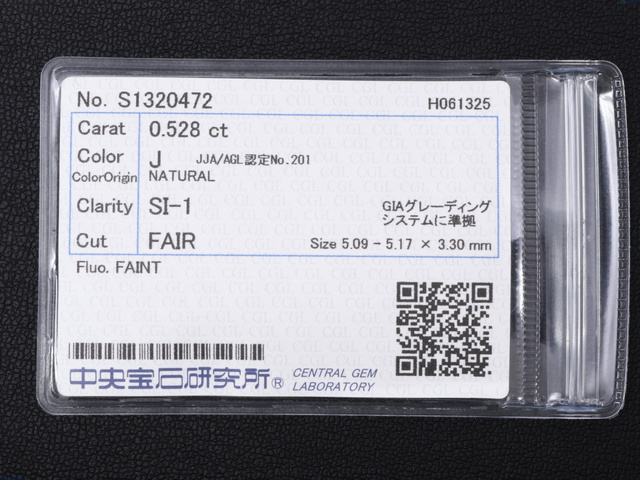 No. S1320472 H061325
Carat 0.528 ct
Color J JJA/AGL認定No.201
ColorOrigin NATURAL
Clarity SI-1 GIAグレーディング
システムに準拠
Cut FAIR Size 5.09 - 5.17 × 3.30 mm
Fluo. FAINT
中央宝石研究所® CENTRAL GEM
LABORATORY